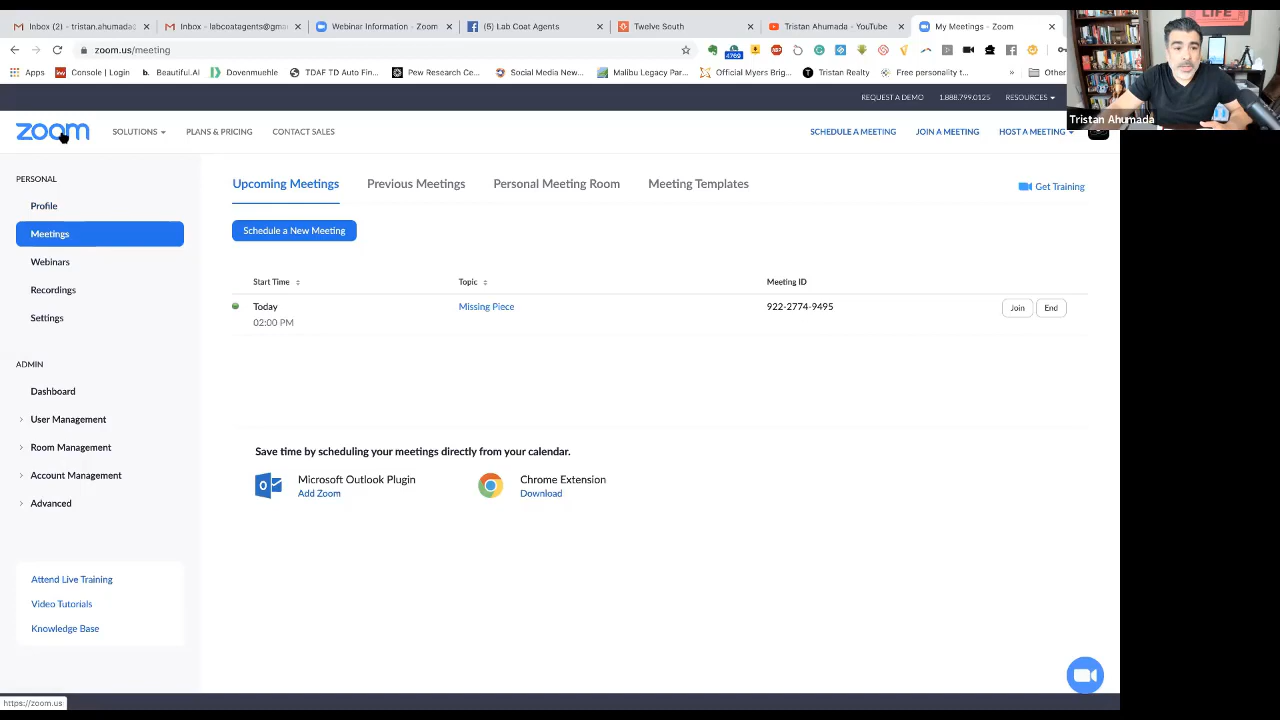 Inbox (2) - tristan.ahumada2
Inbox - labcoatagents@gm
Webinar Information - Zoom
(5) Lab Coat Agents
Twelve South
Tristan Ahumada - YouTube
My Meetings - Zoom
zoom.us/meeting
4769
Apps
Console | Login
Beautiful.AI
Dovenmuehle
TDAF TD Auto Fin...
Pew Research Cen...
Social Media New...
Malibu Legacy Par...
Official Myers Brig...
Tristan Realty
Free personality t...
»
Other
LIFE
Tristan Ahumada
REQUEST A DEMO
1.888.799.0125
RESOURCES
zoom
SOLUTIONS
PLANS & PRICING
CONTACT SALES
SCHEDULE A MEETING
JOIN A MEETING
HOST A MEETING
PERSONAL
Profile
Meetings
Webinars
Recordings
Settings
ADMIN
Dashboard
User Management
Room Management
Account Management
Advanced
Attend Live Training
Video Tutorials
Knowledge Base
Upcoming Meetings
Previous Meetings
Personal Meeting Room
Meeting Templates
Get Training
Schedule a New Meeting
Start Time
Topic
Meeting ID
Today
02:00 PM
Missing Piece
922-2774-9495
Join
End
Save time by scheduling your meetings directly from your calendar.
Microsoft Outlook Plugin
Add Zoom
Chrome Extension
Download
https://zoom.us